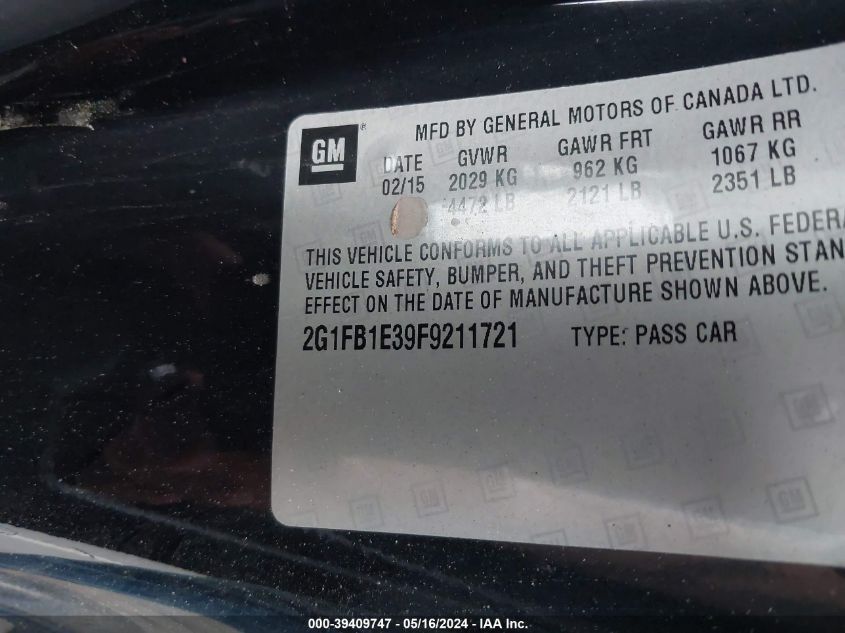 MFD BY GENERAL MOTORS OF CANADA LTD.
GM ®
DATE GVWR GAWR FRT GAWR RR
02/15 2029 KG 962 KG 1067 KG
4472 LB 2121 LB 2351 LB
THIS VEHICLE CONFORMS TO ALL APPLICABLE U.S. FEDERA
VEHICLE SAFETY, BUMPER, AND THEFT PREVENTION STAN
EFFECT ON THE DATE OF MANUFACTURE SHOWN ABOVE.
2G1FB1E39F9211721 TYPE: PASS CAR
000-39409747 - 05/16/2024 - IAA Inc.